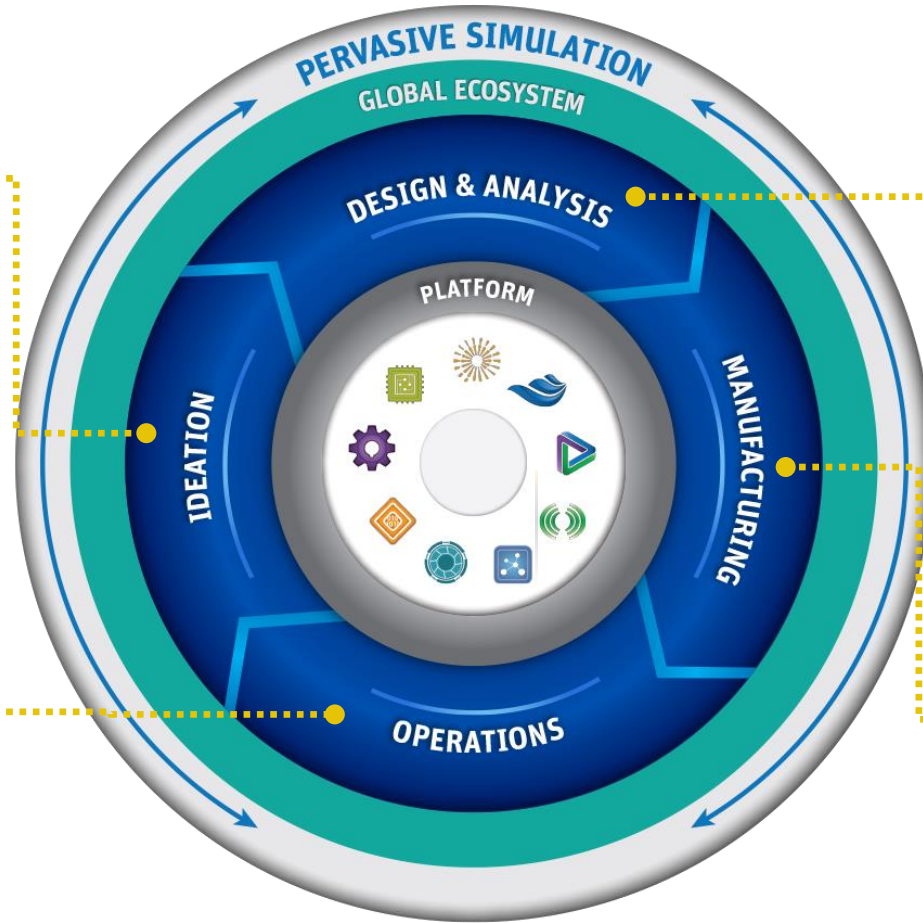 PERVASIVE SIMULATION
GLOBAL ECOSYSTEM
DESIGN & ANALYSIS
PLATFORM
IDEATION
MANUFACTURING
OPERATIONS